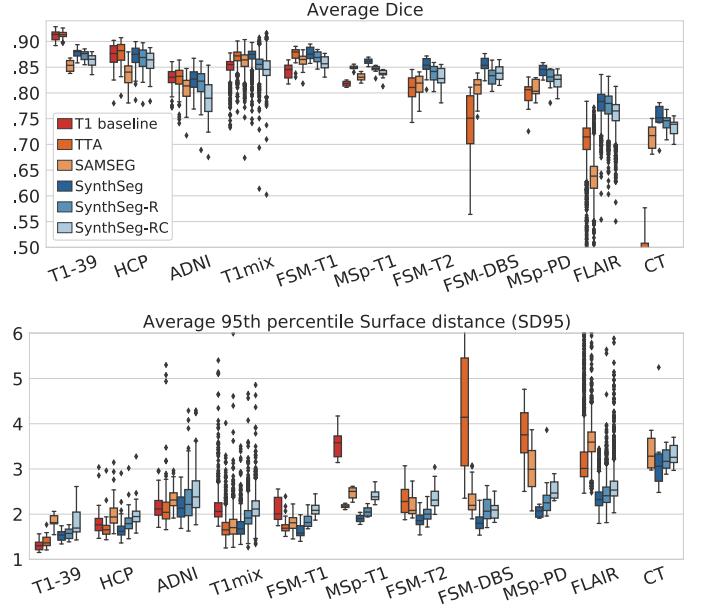 Average Dice
.90
.85
.80
.75
.70
.65
.60
.55
.50
T1 baseline
TTA
SAMSEG
SynthSeg
SynthSeg-R
SynthSeg-RC
T1-39 HCP ADNI T1mix FSM-T1 MSp-T1 FSM-T2 FSM-DBS MSp-PD FLAIR CT
Average 95th percentile Surface distance (SD95)
6
5
4
3
2
1
T1-39 HCP ADNI T1mix FSM-T1 MSp-T1 FSM-T2 FSM-DBS MSp-PD FLAIR CT